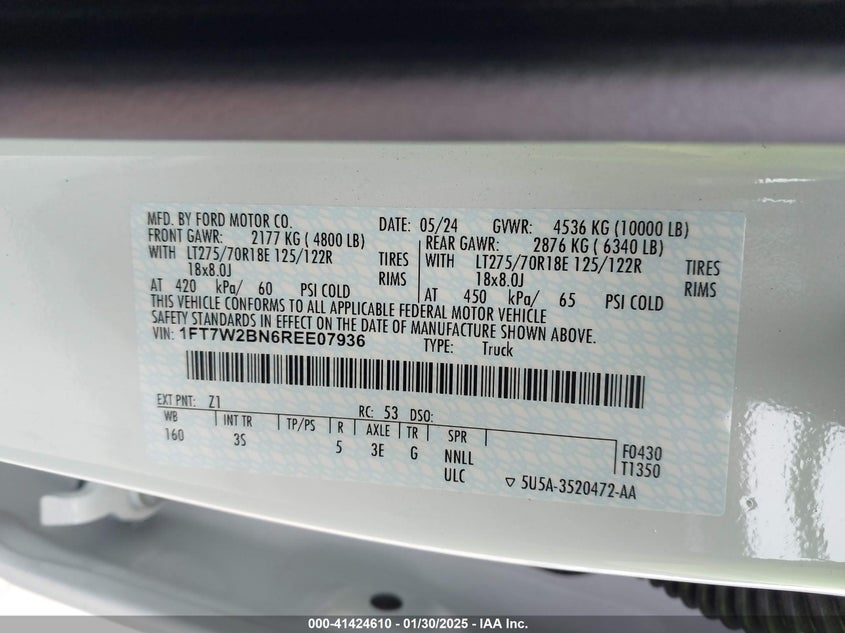 MFD. BY FORD MOTOR CO.
DATE: 05/24 GVWR: 4536 KG (10000 LB)
FRONT GAWR: 2177 KG ( 4800 LB)
REAR GAWR: 2876 KG ( 6340 LB)
WITH LT275/70R18E 125/122R TIRES
WITH LT275/70R18E 125/122R TIRES
18x8.0J RIMS
18x8.0J RIMS
AT 420 kPa/ 60 PSI COLD
AT 450 kPa/ 65 PSI COLD
THIS VEHICLE CONFORMS TO ALL APPLICABLE FEDERAL MOTOR VEHICLE
SAFETY STANDARDS IN EFFECT ON THE DATE OF MANUFACTURE SHOWN ABOVE.
VIN: 1FT7W2BN6REE07936 TYPE: Truck
EXT PNT: Z1 RC: 53 DSO:
WB INT TR TP/PS R AXLE TR SPR
160 3S 5 3E G NNLL
ULC
F0430
T1350
▽ 5U5A-3520472-AA
000-41424610 - 01/30/2025 - IAA Inc.